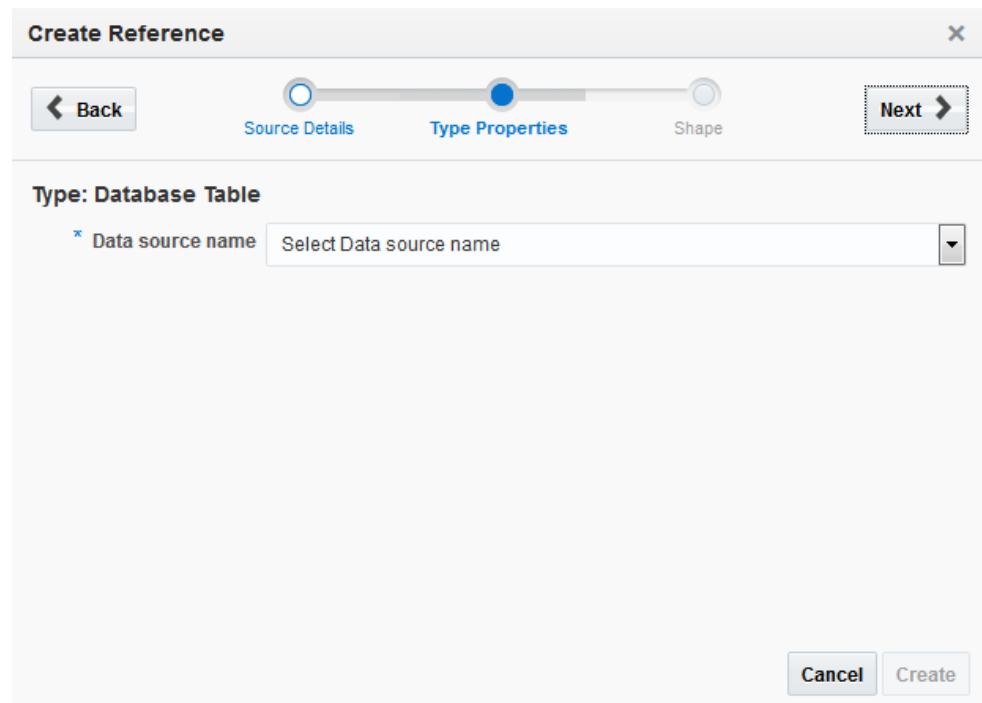 Create Reference
Back
Next
Source Details
Type Properties
Shape
Type: Database Table
* Data source name
Select Data source name
Cancel
Create